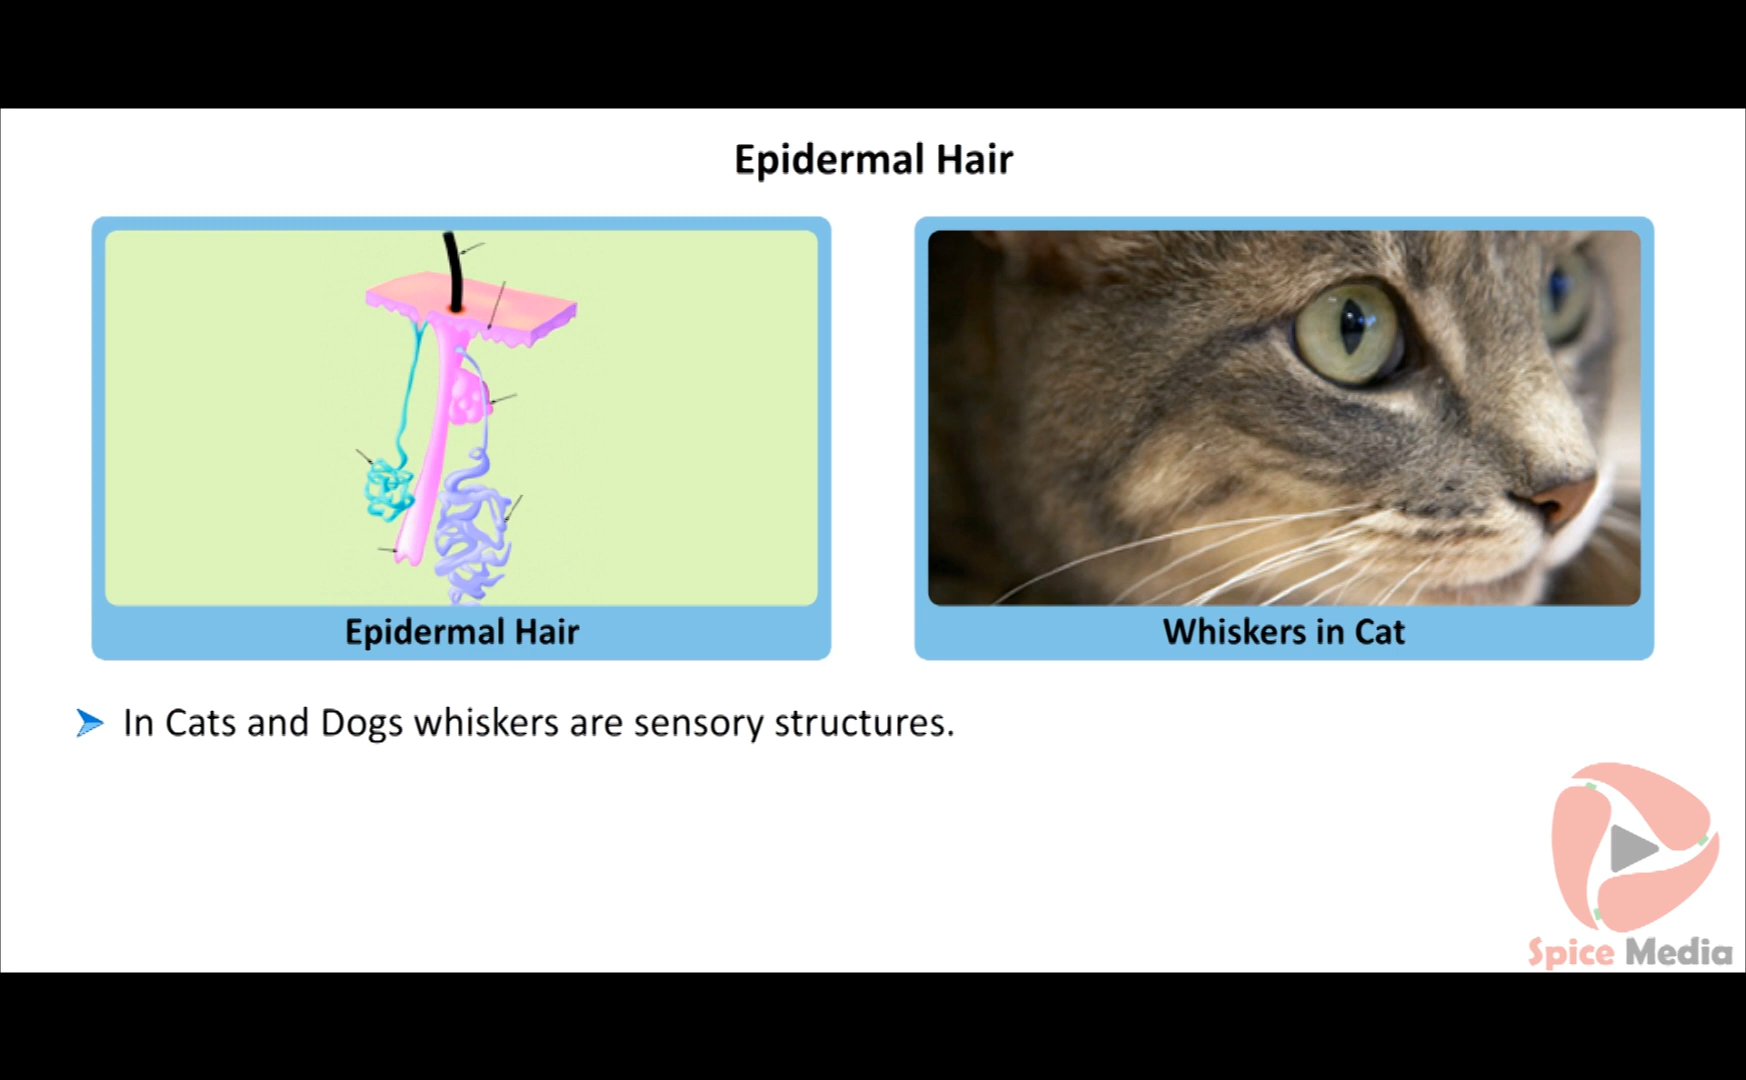 Epidermal Hair
Epidermal Hair
Whiskers in Cat
In Cats and Dogs whiskers are sensory structures.
Spice Media